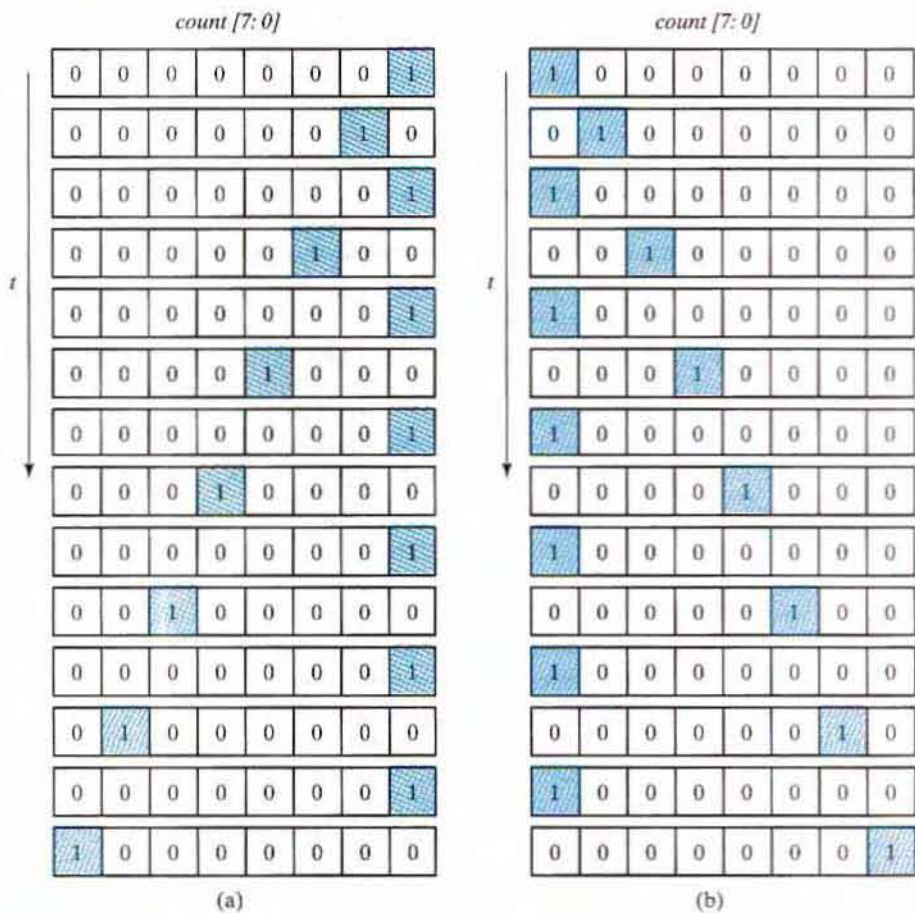 count [7: 0] count [7: 0]
0 0 0 0 0 0 0 1 1 0 0 0 0 0 0 0
0 0 0 0 0 0 1 0 0 1 0 0 0 0 0 0
0 0 0 0 0 0 0 1 1 0 0 0 0 0 0 0
0 0 0 0 0 1 0 0 0 0 1 0 0 0 0 0
t t
0 0 0 0 0 0 0 1 1 0 0 0 0 0 0 0
0 0 0 0 1 0 0 0 0 0 0 1 0 0 0 0
0 0 0 0 0 0 0 1 1 0 0 0 0 0 0 0
0 0 0 1 0 0 0 0 0 0 0 0 1 0 0 0
0 0 0 0 0 0 0 1 1 0 0 0 0 0 0 0
0 0 1 0 0 0 0 0 0 0 0 0 0 1 0 0
0 0 0 0 0 0 0 1 1 0 0 0 0 0 0 0
0 1 0 0 0 0 0 0 0 0 0 0 0 0 1 0
0 0 0 0 0 0 0 1 1 0 0 0 0 0 0 0
1 0 0 0 0 0 0 0 0 0 0 0 0 0 0 1
(a) (b)